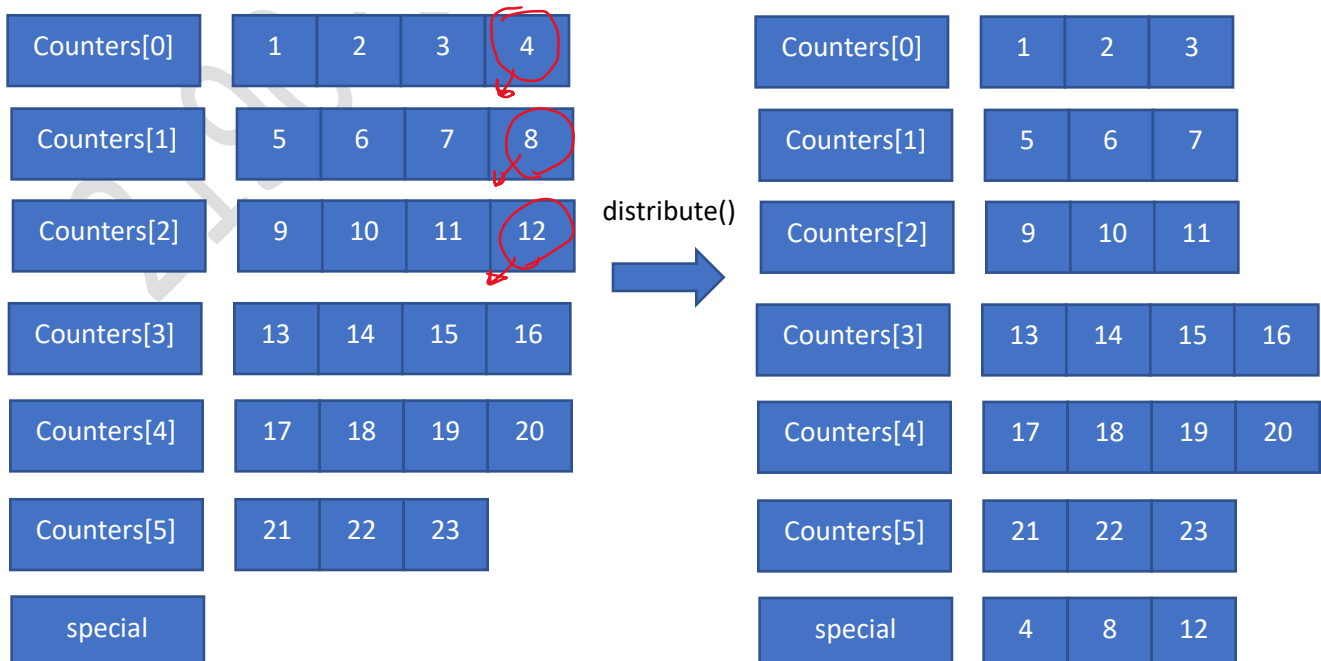 Counters[0] 1 2 3 4
Counters[1] 5 6 7 8
Counters[2] 9 10 11 12
Counters[3] 13 14 15 16
Counters[4] 17 18 19 20
Counters[5] 21 22 23
special
distribute()
Counters[0] 1 2 3
Counters[1] 5 6 7
Counters[2] 9 10 11
Counters[3] 13 14 15 16
Counters[4] 17 18 19 20
Counters[5] 21 22 23
special 4 8 12